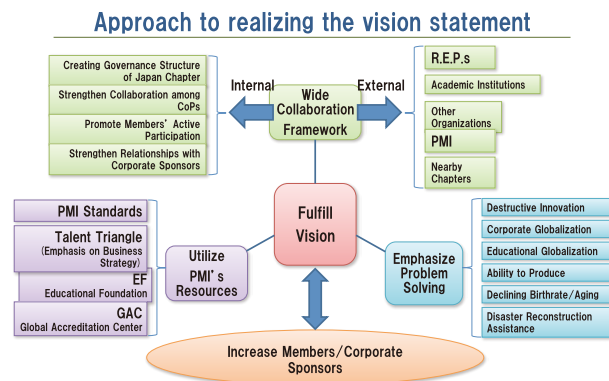 Approach to realizing the vision statement
Creating Governance Structure
of Japan Chapter
Strengthen Collaboration among
CoPs
Promote Members' Active
Participation
Strengthen Relationships with
Corporate Sponsors
Internal
Wide
Collaboration
Framework
External
R.E.P.s
Academic Institutions
Other
Organizations
PMI
Nearby
Chapters
PMI Standards
Talent Triangle
(Emphasis on Business
Strategy)
EF
Educational Foundation
GAC
Global Accreditation Center
Utilize
PMI's
Resources
Fulfill
Vision
Emphasize
Problem
Solving
Destructive Innovation
Corporate Globalization
Educational Globalization
Ability to Produce
Declining Birthrate/Aging
Disaster Reconstruction
Assistance
Increase Members/Corporate
Sponsors